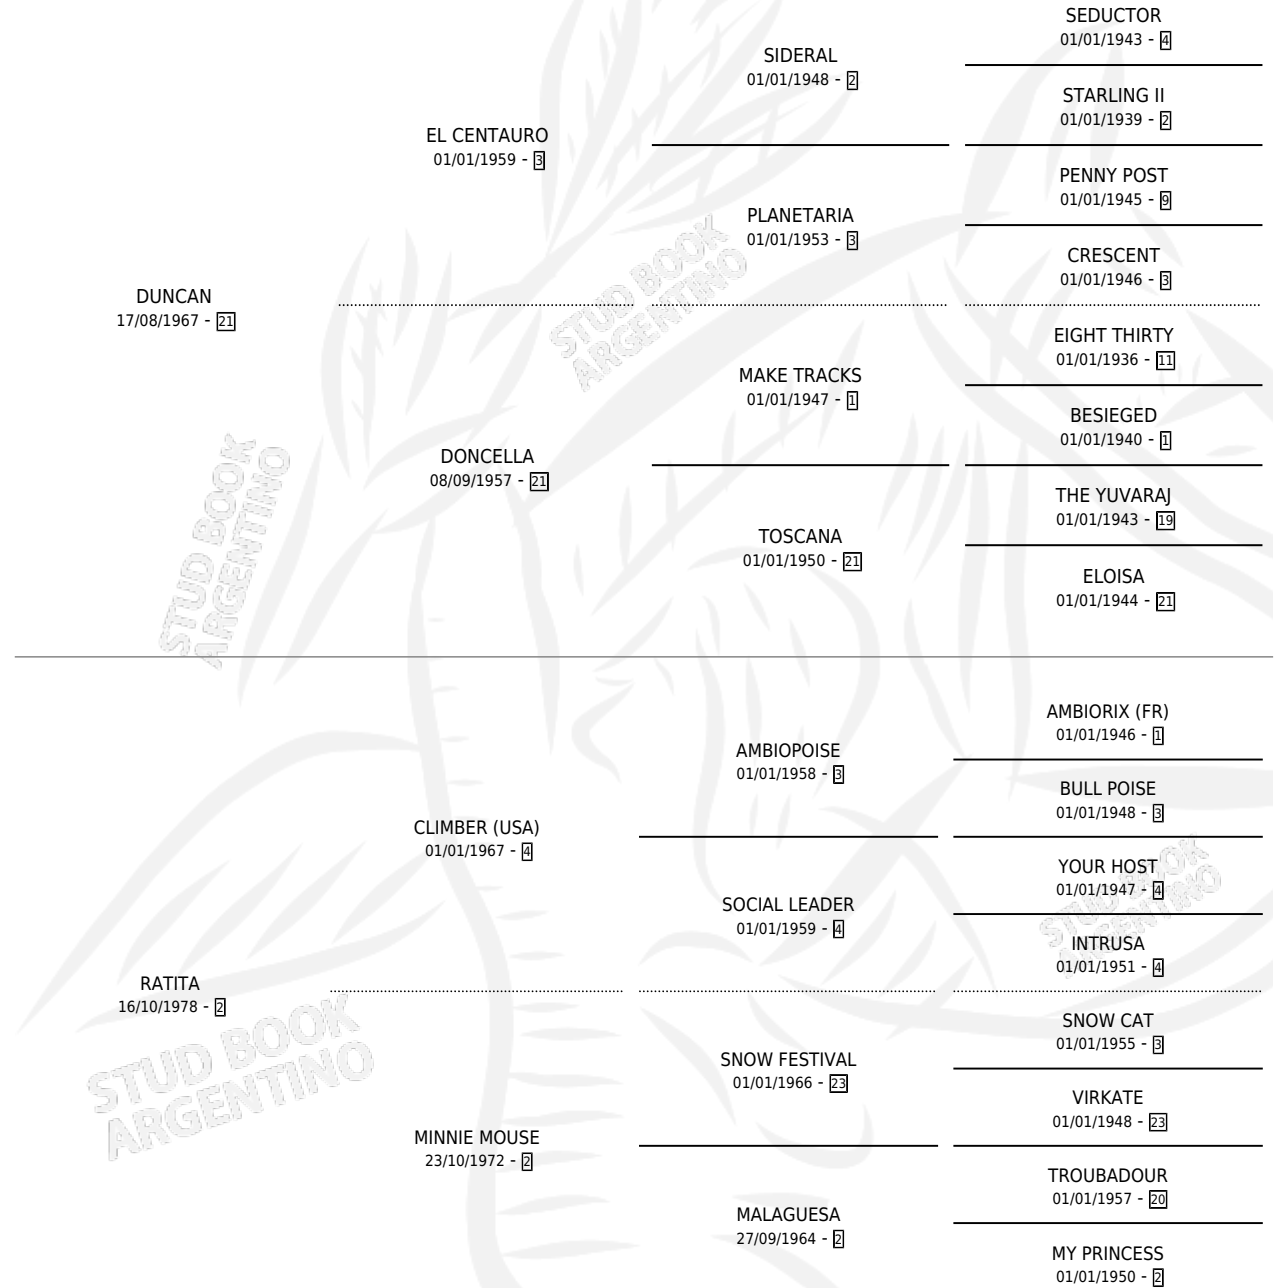 SEDUCTOR
01/01/1943 - 4
SIDERAL
01/01/1948 - 2
STARLING II
01/01/1939 - 2
EL CENTAURO
01/01/1959 - 3
PENNY POST
01/01/1945 - 9
PLANETARIA
01/01/1953 - 3
CRESCENT
01/01/1946 - 3
DUNCAN
17/08/1967 - 21
EIGHT THIRTY
01/01/1936 - 11
MAKE TRACKS
01/01/1947 - 1
BESIEGED
01/01/1940 - 1
DONCELLA
08/09/1957 - 21
THE YUVARAJ
01/01/1943 - 19
TOSCANA
01/01/1950 - 21
ELOISA
01/01/1944 - 21
AMBIORIX (FR)
01/01/1946 - 1
AMBIOPOISE
01/01/1958 - 3
BULL POISE
01/01/1948 - 3
CLIMBER (USA)
01/01/1967 - 4
YOUR HOST
01/01/1947 - 4
SOCIAL LEADER
01/01/1959 - 4
INTRUSA
01/01/1951 - 4
RATITA
16/10/1978 - 2
SNOW CAT
01/01/1955 - 3
SNOW FESTIVAL
01/01/1966 - 23
VIRKATE
01/01/1948 - 23
MINNIE MOUSE
23/10/1972 - 2
TROUBADOUR
01/01/1957 - 20
MALAGUESA
27/09/1964 - 2
MY PRINCESS
01/01/1950 - 2
STUD BOOK
ARGENTINO
STUD BOOK
ARGENTINO
STUD BOOK
ARGENTINO
STUD BOOK
ARGENTINO